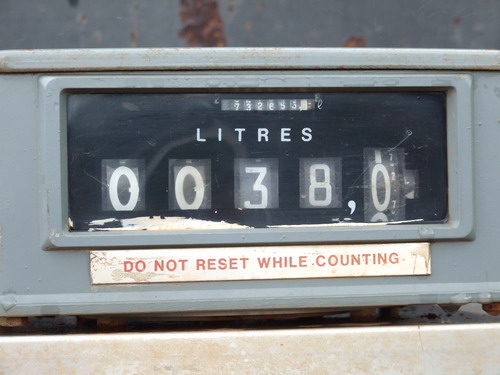 LITRES
0038,0
DO NOT RESET WHILE COUNTING